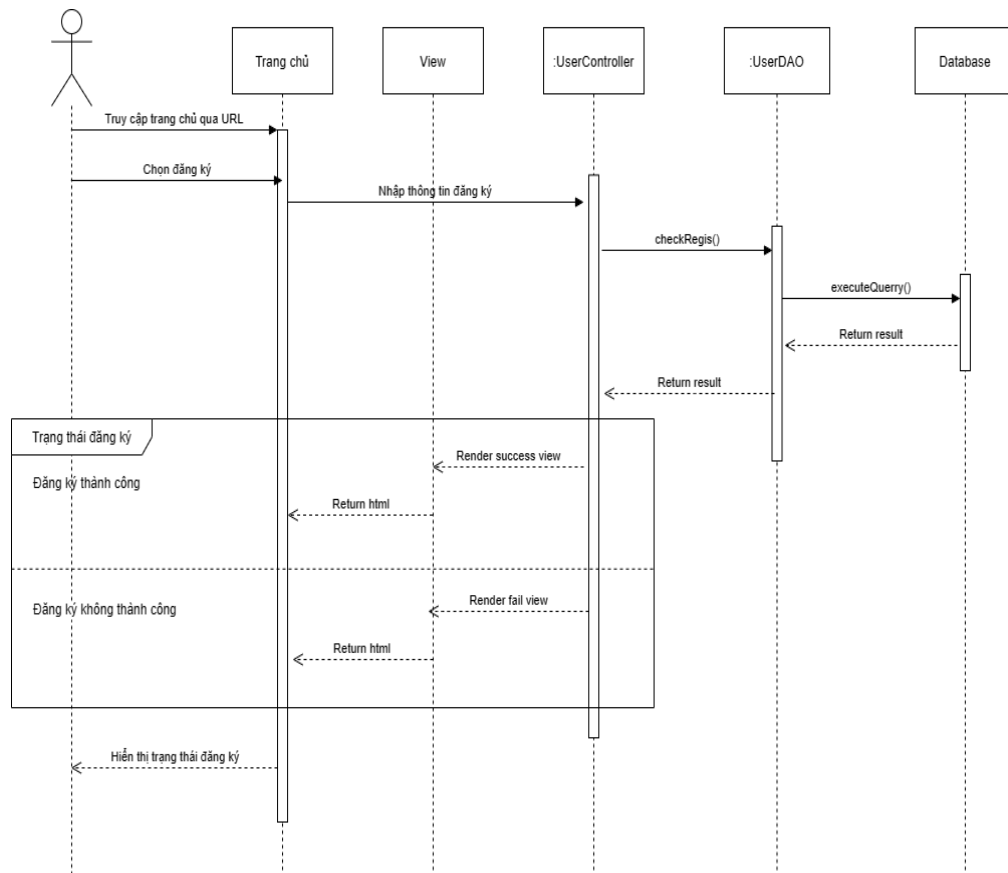 Trang chủ
View
:UserController
:UserDAO
Database
Truy cập trang chủ qua URL
Chọn đăng ký
Nhập thông tin đăng ký
checkRegis()
executeQuerry()
Return result
Return result
Trạng thái đăng ký
Render success view
Đăng ký thành công
Return html
Render fail view
Đăng ký không thành công
Return html
Hiển thị trạng thái đăng ký